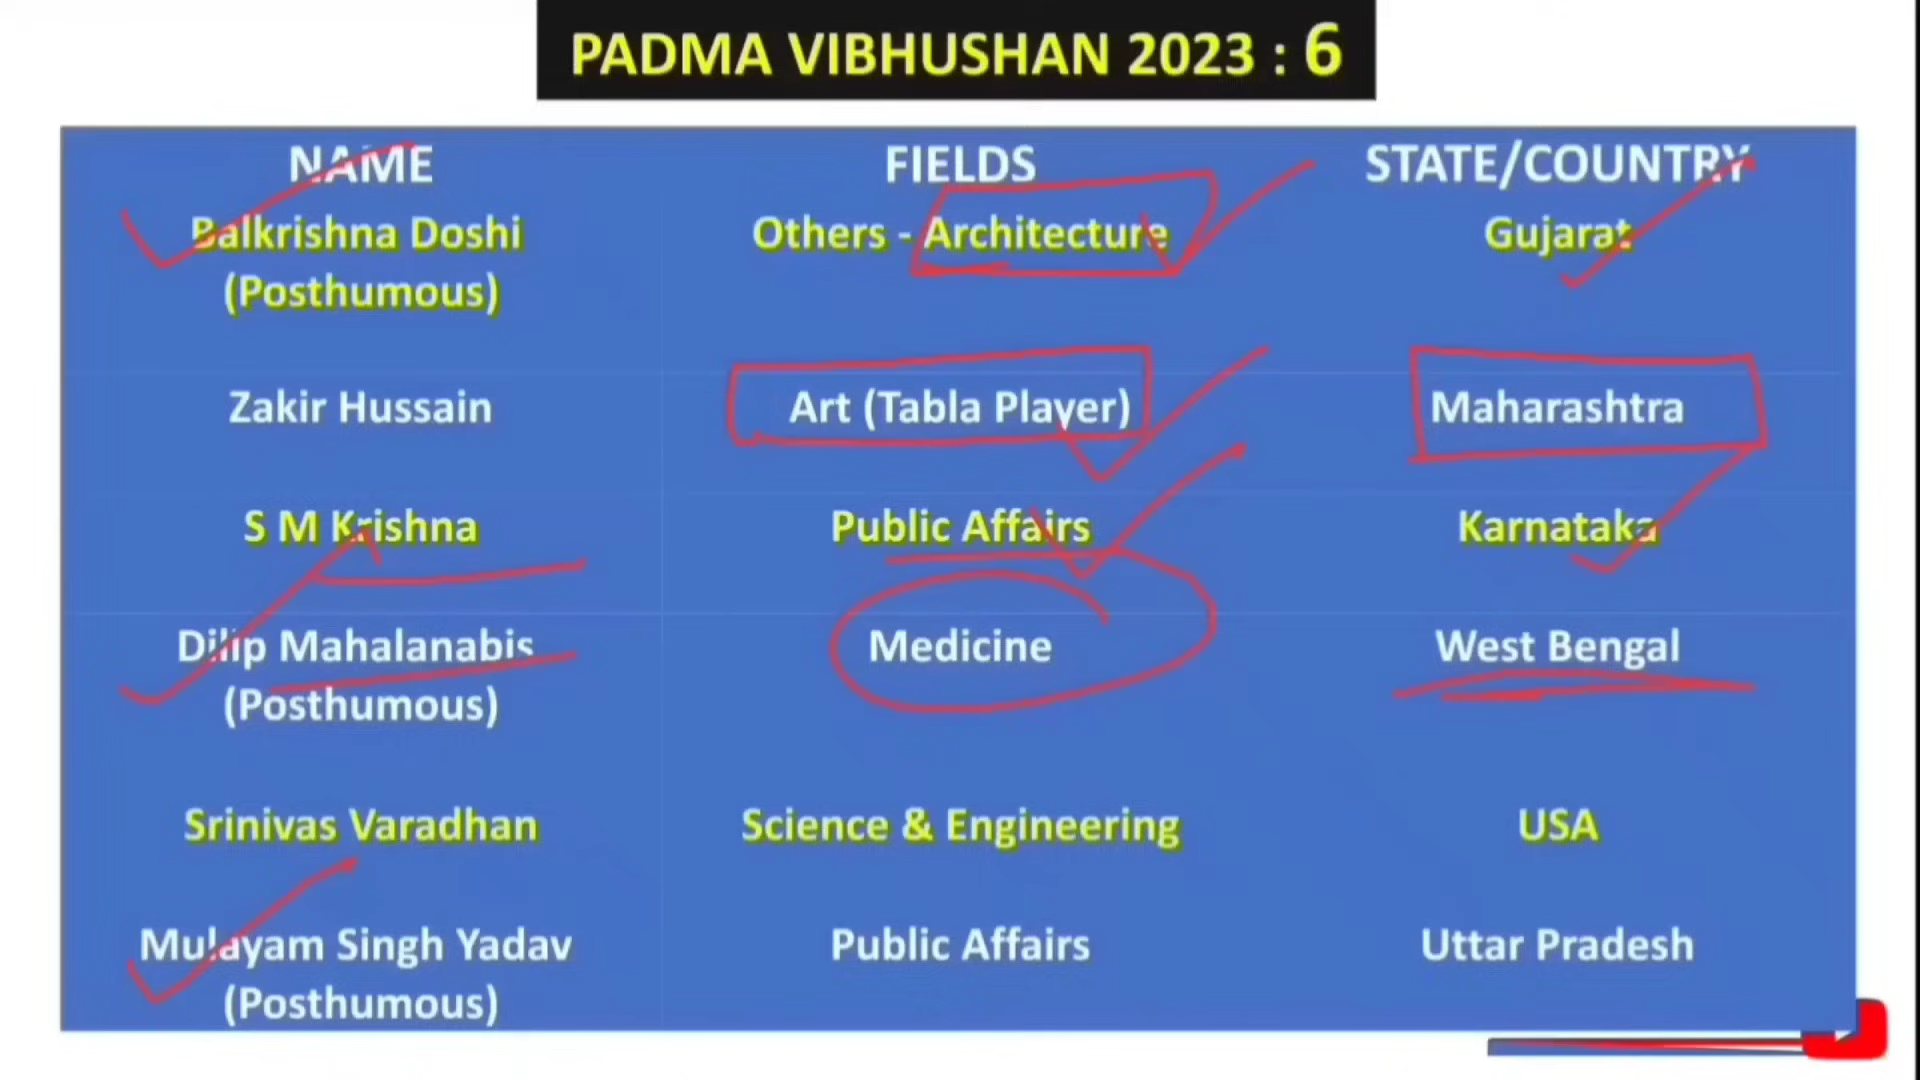 PADMA VIBHUSHAN 2023 : 6
NAME FIELDS STATE/COUNTRY
Balkrishna Doshi Others - Architecture Gujarat
(Posthumous)
Zakir Hussain Art (Tabla Player) Maharashtra
S M Krishna Public Affairs Karnataka
Dilip Mahalanabis Medicine West Bengal
(Posthumous)
Srinivas Varadhan Science & Engineering USA
Mulayam Singh Yadav Public Affairs Uttar Pradesh
(Posthumous)